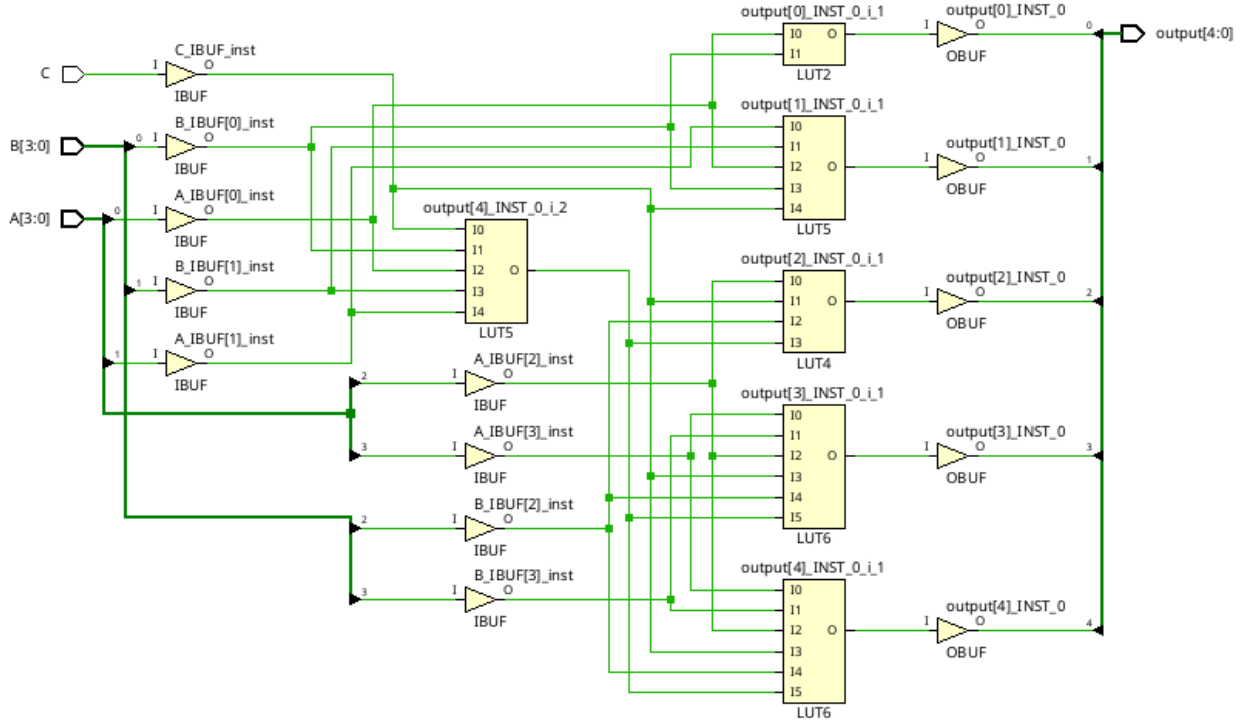 C
I
C_IBUF_inst
O
IBUF
B[3:0]
0
I
B_IBUF[0]_inst
O
IBUF
A[3:0]
0
I
A_IBUF[0]_inst
O
IBUF
1
I
B_IBUF[1]_inst
O
IBUF
1
I
A_IBUF[1]_inst
O
IBUF
output[4]_INST_0_i_2
I0
I1
I2
I3
I4
O
LUT5
2
I
A_IBUF[2]_inst
O
IBUF
3
I
A_IBUF[3]_inst
O
IBUF
2
I
B_IBUF[2]_inst
O
IBUF
3
I
B_IBUF[3]_inst
O
IBUF
output[0]_INST_0_i_1
I0
I1
O
LUT2
output[1]_INST_0_i_1
I0
I1
I2
I3
I4
O
LUT5
output[2]_INST_0_i_1
I0
I1
I2
I3
O
LUT4
output[3]_INST_0_i_1
I0
I1
I2
I3
I4
I5
O
LUT6
output[4]_INST_0_i_1
I0
I1
I2
I3
I4
I5
O
LUT6
output[0]_INST_0
I
O
OBUF
0
output[4:0]
output[1]_INST_0
I
O
OBUF
1
output[2]_INST_0
I
O
OBUF
2
output[3]_INST_0
I
O
OBUF
3
output[4]_INST_0
I
O
OBUF
4